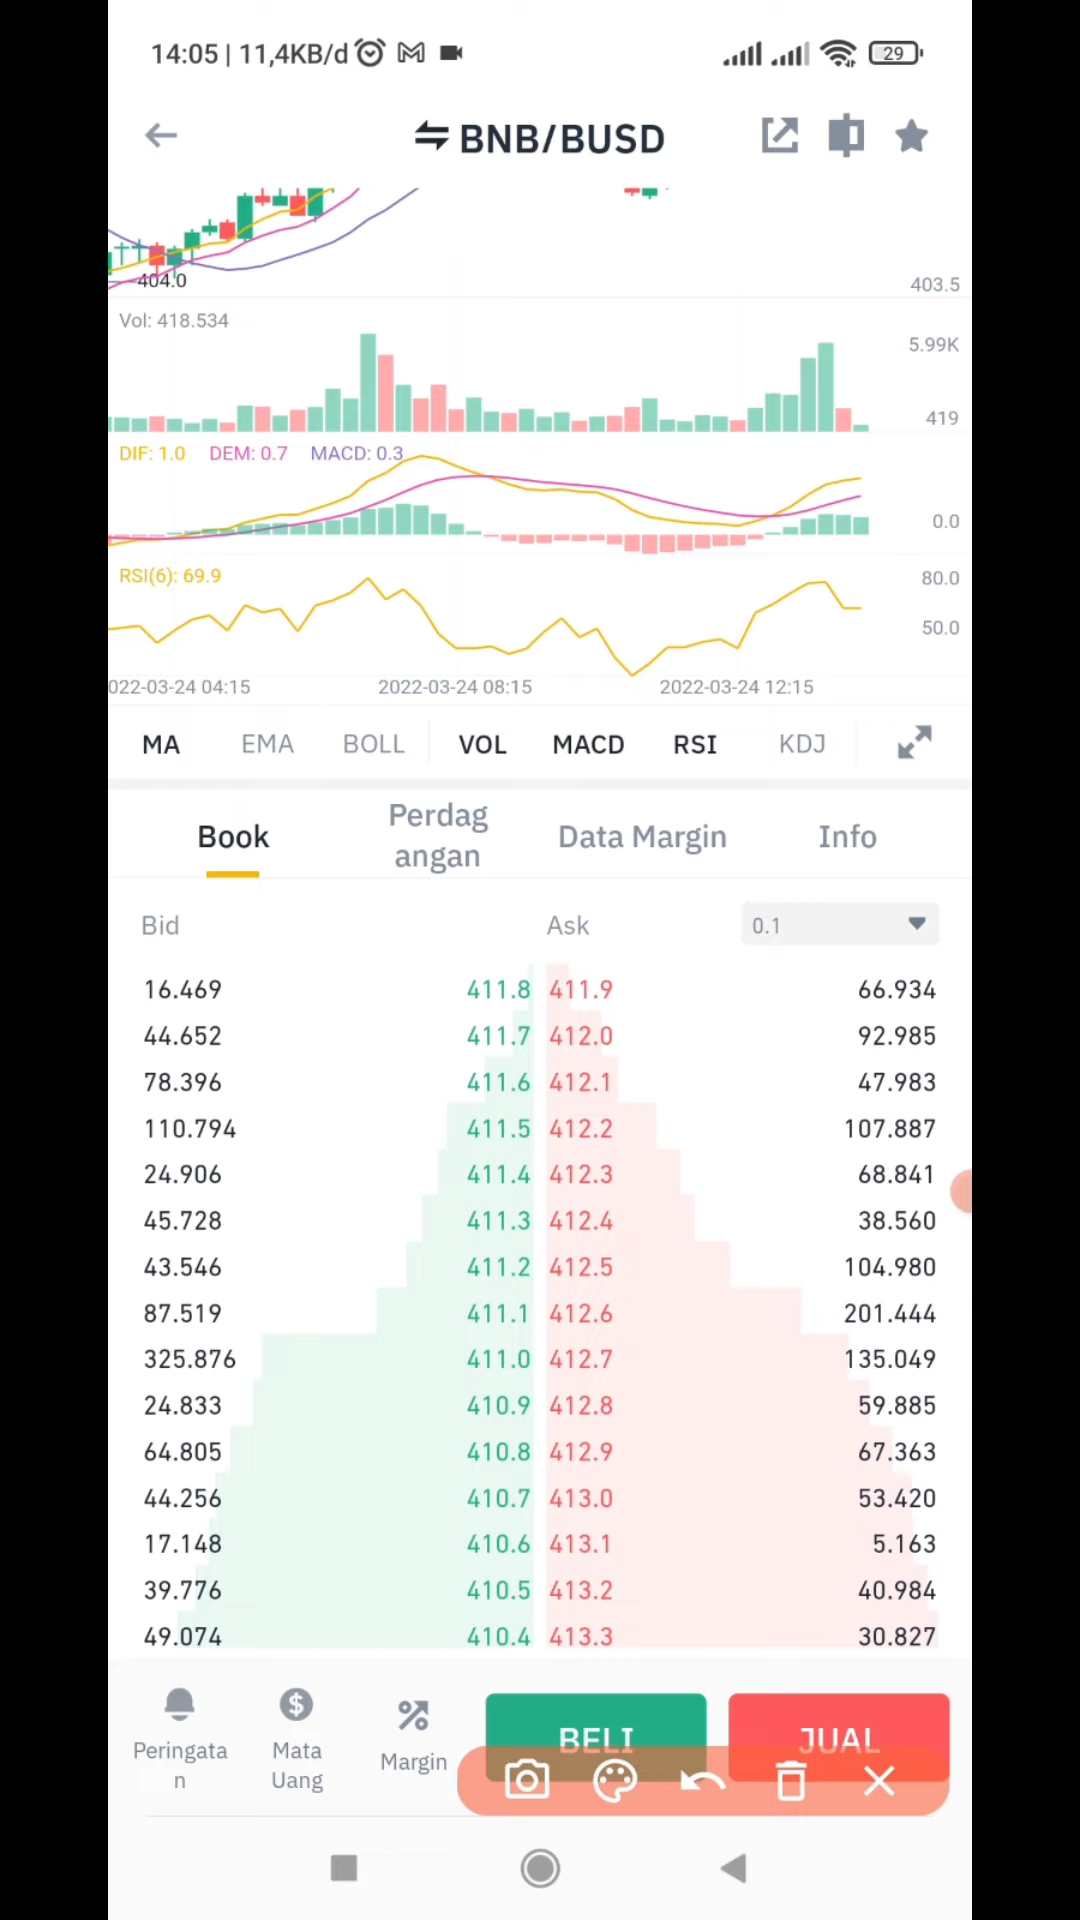 14:05 | 11,4KB/d
29
BNB/BUSD
404.0
403.5
Vol: 418.534
5.99K
419
DIF: 1.0 DEM: 0.7 MACD: 0.3
0.0
RSI(6): 69.9
80.0
50.0
022-03-24 04:15 2022-03-24 08:15 2022-03-24 12:15
MA EMA BOLL VOL MACD RSI KDJ
Book Perdag
angan Data Margin Info
Bid Ask 0.1
16.469 411.8 411.9 66.934
44.652 411.7 412.0 92.985
78.396 411.6 412.1 47.983
110.794 411.5 412.2 107.887
24.906 411.4 412.3 68.841
45.728 411.3 412.4 38.560
43.546 411.2 412.5 104.980
87.519 411.1 412.6 201.444
325.876 411.0 412.7 135.049
24.833 410.9 412.8 59.885
64.805 410.8 412.9 67.363
44.256 410.7 413.0 53.420
17.148 410.6 413.1 5.163
39.776 410.5 413.2 40.984
49.074 410.4 413.3 30.827
Peringata
n
Mata
Uang
Margin
BELI
JUAL